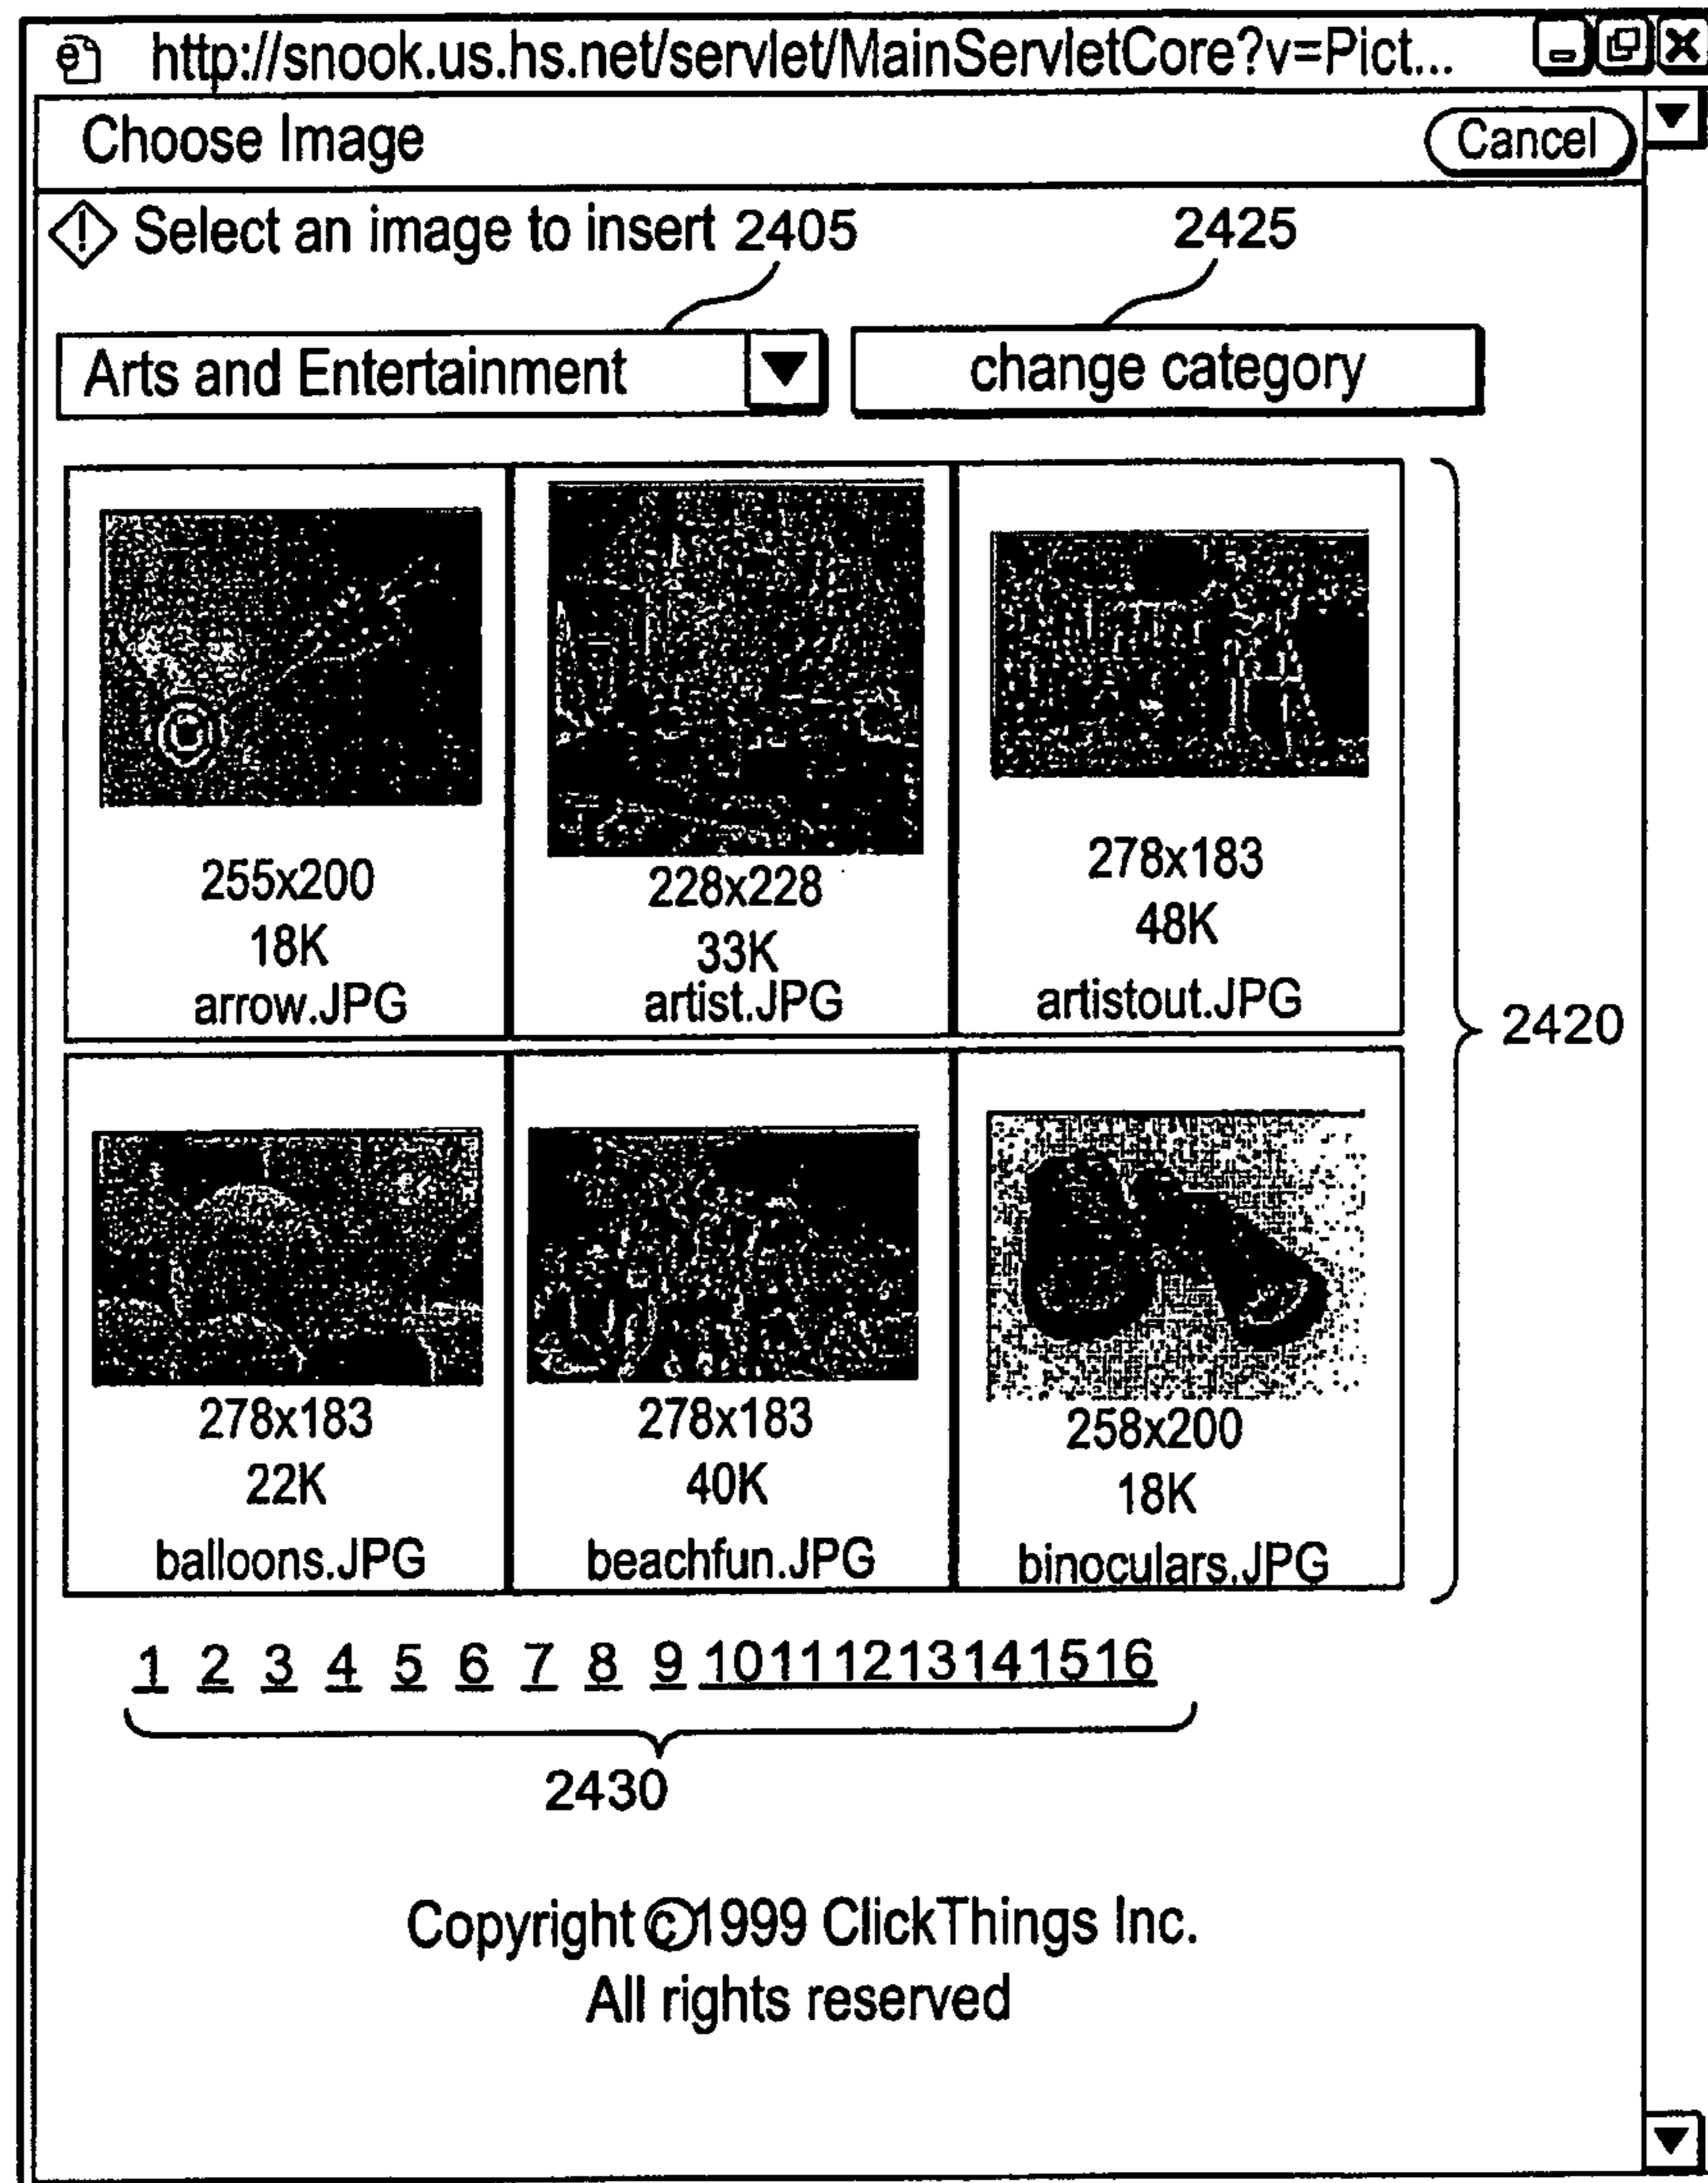 http://snook.us.hs.net/servlet/MainServletCore?v=Pict...
Choose Image Cancel
Select an image to insert 2405 2425
Arts and Entertainment change category
255x200 228x228 278x183
18K 33K 48K
arrow.JPG artist.JPG artistout.JPG
2420
278x183 278x183 258x200
22K 40K 18K
balloons.JPG beachfun.JPG binoculars.JPG
1 2 3 4 5 6 7 8 9 10111213141516
2430
Copyright ©1999 ClickThings Inc.
All rights reserved